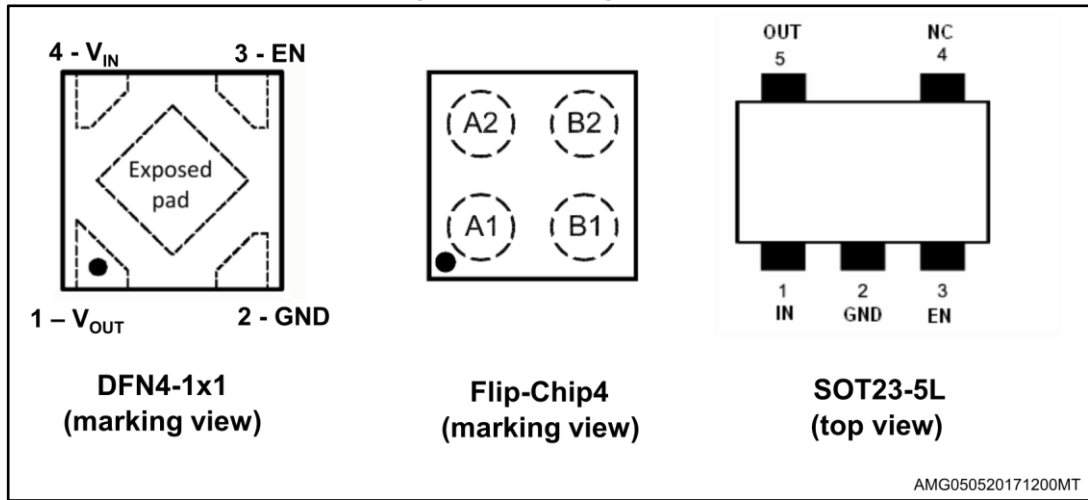 4 - VIN
3 - EN
Exposed
pad
1 – VOUT
2 - GND
DFN4-1x1
(marking view)
A2
B2
A1
B1
Flip-Chip4
(marking view)
OUT
NC
5
4
1
2
3
IN
GND
EN
SOT23-5L
(top view)
AMG050520171200MT